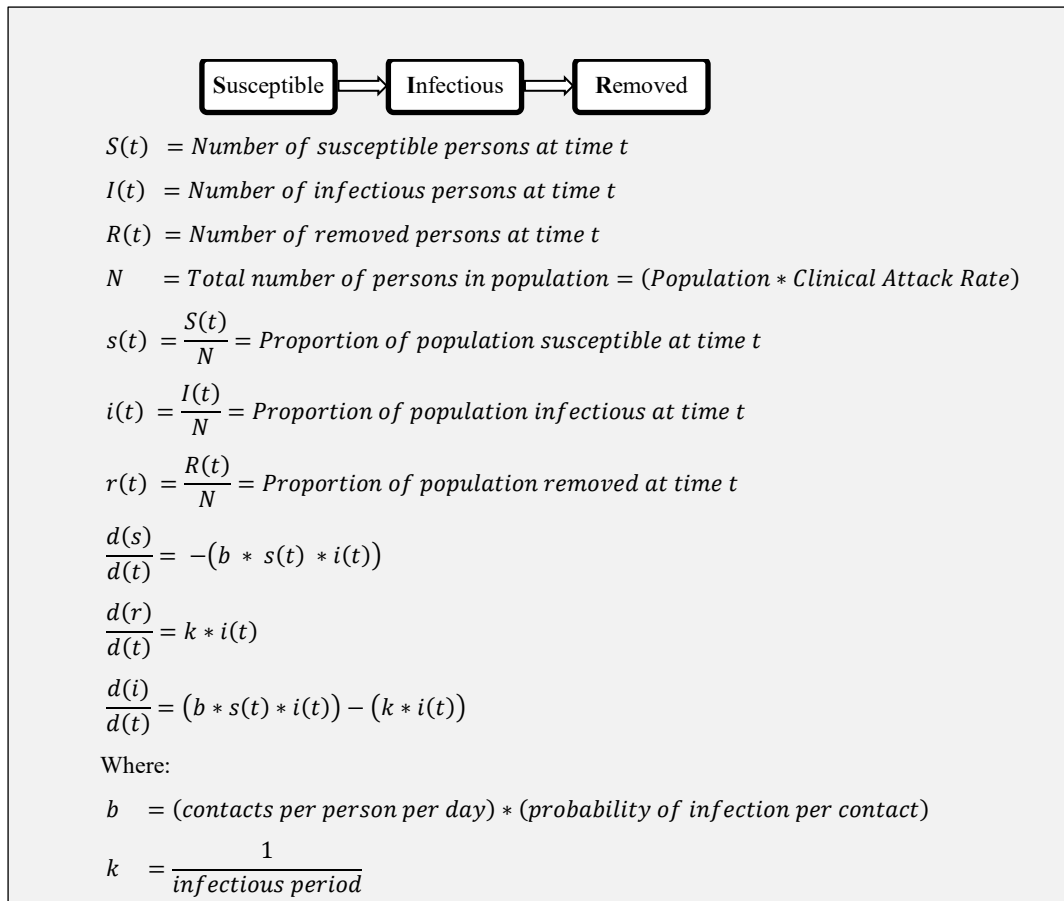 Susceptible Infectious Removed
S(t) = Number of susceptible persons at time t
I(t) = Number of infectious persons at time t
R(t) = Number of removed persons at time t
N = Total number of persons in population = (Population * Clinical Attack Rate)
s(t) = S(t)/N = Proportion of population susceptible at time t
i(t) = I(t)/N = Proportion of population infectious at time t
r(t) = R(t)/N = Proportion of population removed at time t
d(s)/d(t) = −(b * s(t) * i(t))
d(r)/d(t) = k * i(t)
d(i)/d(t) = (b * s(t) * i(t)) − (k * i(t))
Where:
b = (contacts per person per day) * (probability of infection per contact)
k = 1/infectious period